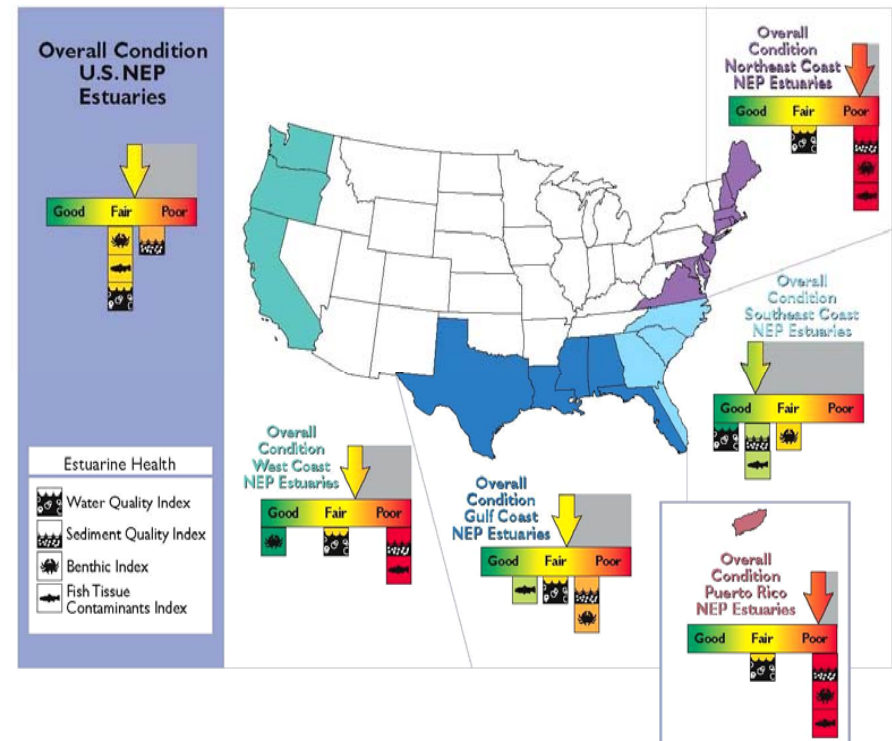 Overall Condition
U.S. NEP
Estuaries
Good Fair Poor
Estuarine Health
Water Quality Index
Sediment Quality Index
Benthic Index
Fish Tissue
Contaminants Index
Overall
Condition
Northeast Coast
NEP Estuaries
Good Fair Poor
Overall
Condition
Southeast Coast
NEP Estuaries
Good Fair Poor
Overall
Condition
West Coast
NEP Estuaries
Good Fair Poor
Overall
Condition
Gulf Coast
NEP Estuaries
Good Fair Poor
Overall
Condition
Puerto Rico
NEP Estuaries
Good Fair Poor